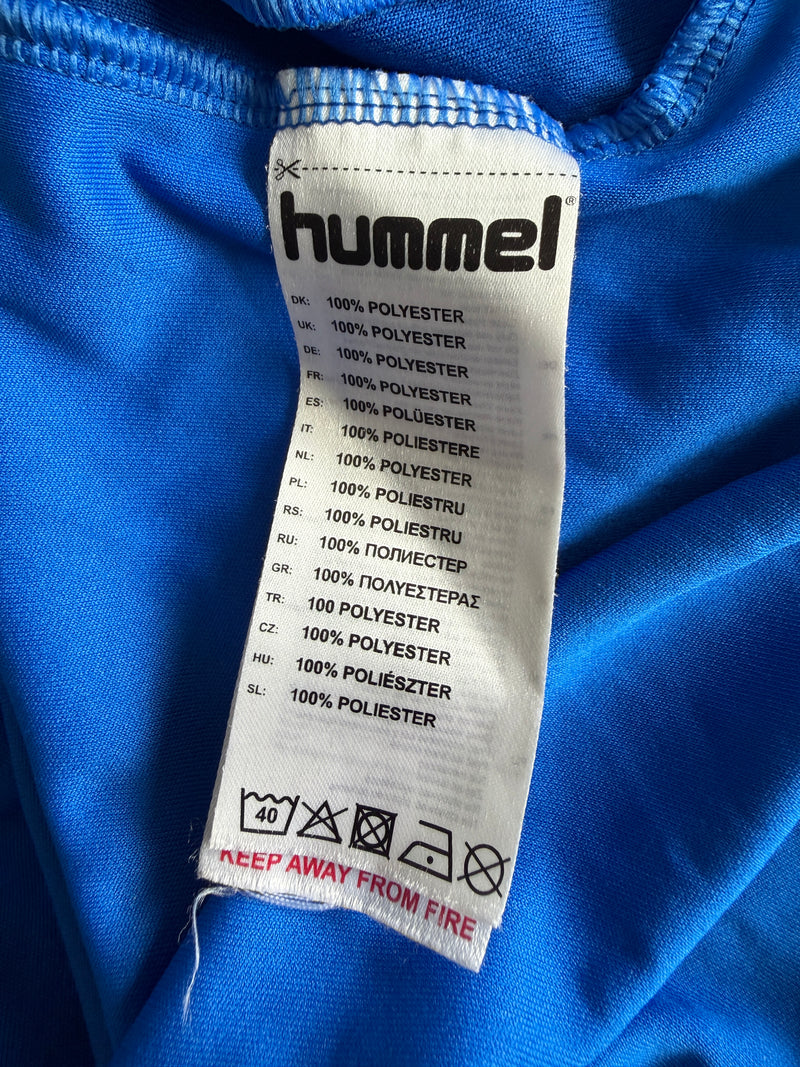 hummel®
DK: 100% POLYESTER
UK: 100% POLYESTER
DE: 100% POLYESTER
FR: 100% POLYESTER
ES: 100% POLÜESTER
IT: 100% POLIESTERE
NL: 100% POLYESTER
PL: 100% POLIESTRU
RS: 100% POLIESTRU
RU: 100% ПОЛИЕСТЕР
GR: 100% ΠΟΛΥΕΣΤΕΡΑΣ
TR: 100 POLYESTER
CZ: 100% POLYESTER
HU: 100% POLIÉSZTER
SL: 100% POLIESTER
40
KEEP AWAY FROM FIRE